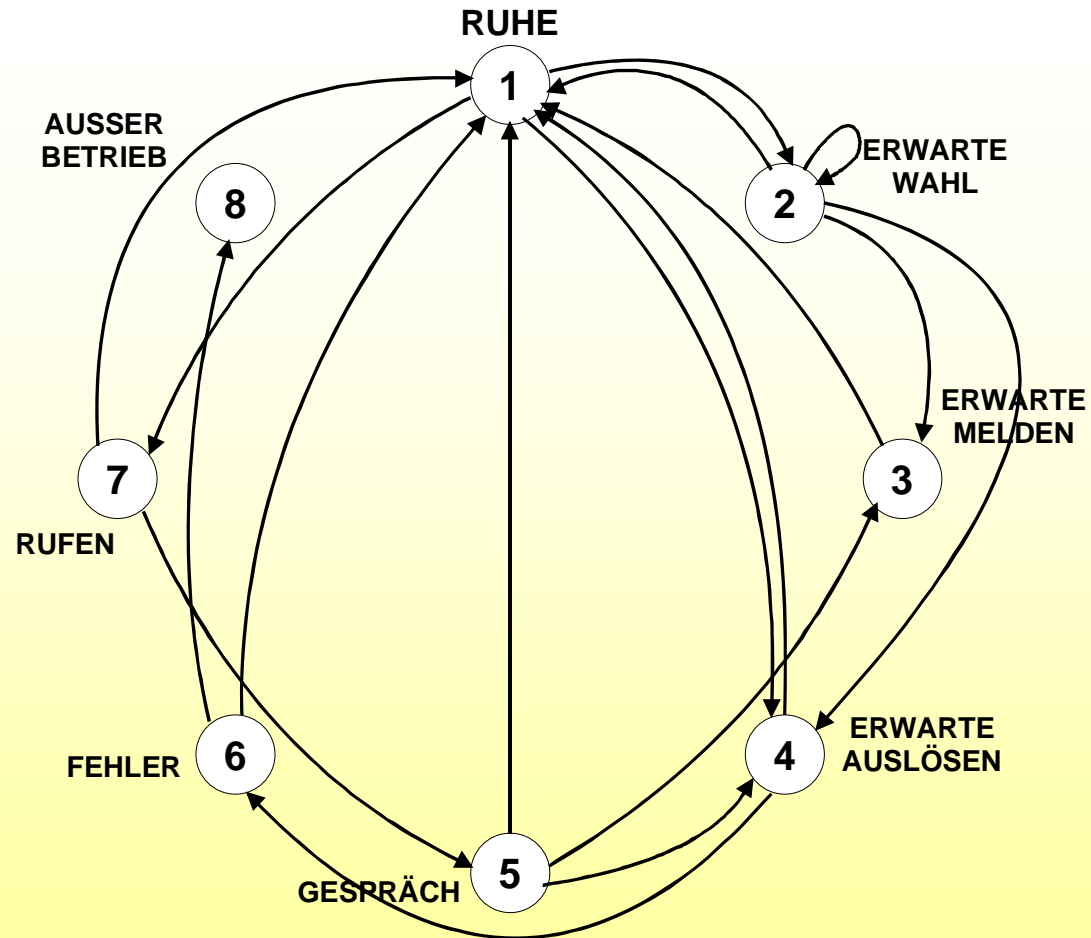 RUHE
1
AUSSER
BETRIEB
8
2
ERWARTE
WAHL
7
RUFEN
3
ERWARTE
MELDEN
6
FEHLER
4
ERWARTE
AUSLÖSEN
5
GESPRÄCH